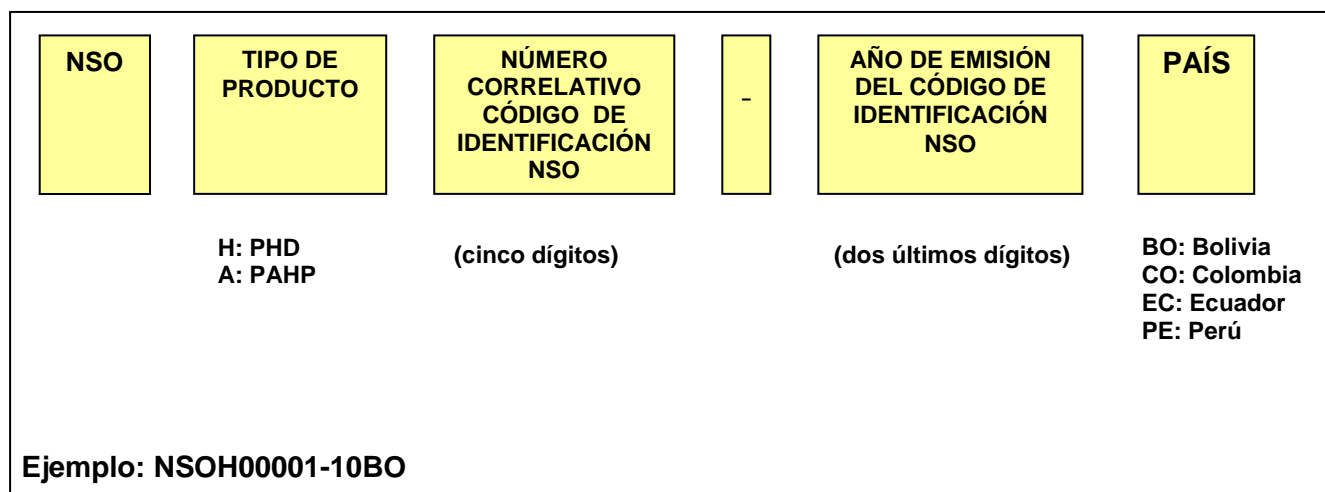 NSO
TIPO DE
PRODUCTO
NÚMERO
CORRELATIVO
CÓDIGO DE
IDENTIFICACIÓN
NSO
-
AÑO DE EMISIÓN
DEL CÓDIGO DE
IDENTIFICACIÓN
NSO
PAÍS
H: PHD
A: PAHP
(cinco dígitos)
(dos últimos dígitos)
BO: Bolivia
CO: Colombia
EC: Ecuador
PE: Perú
Ejemplo: NSOH00001-10BO